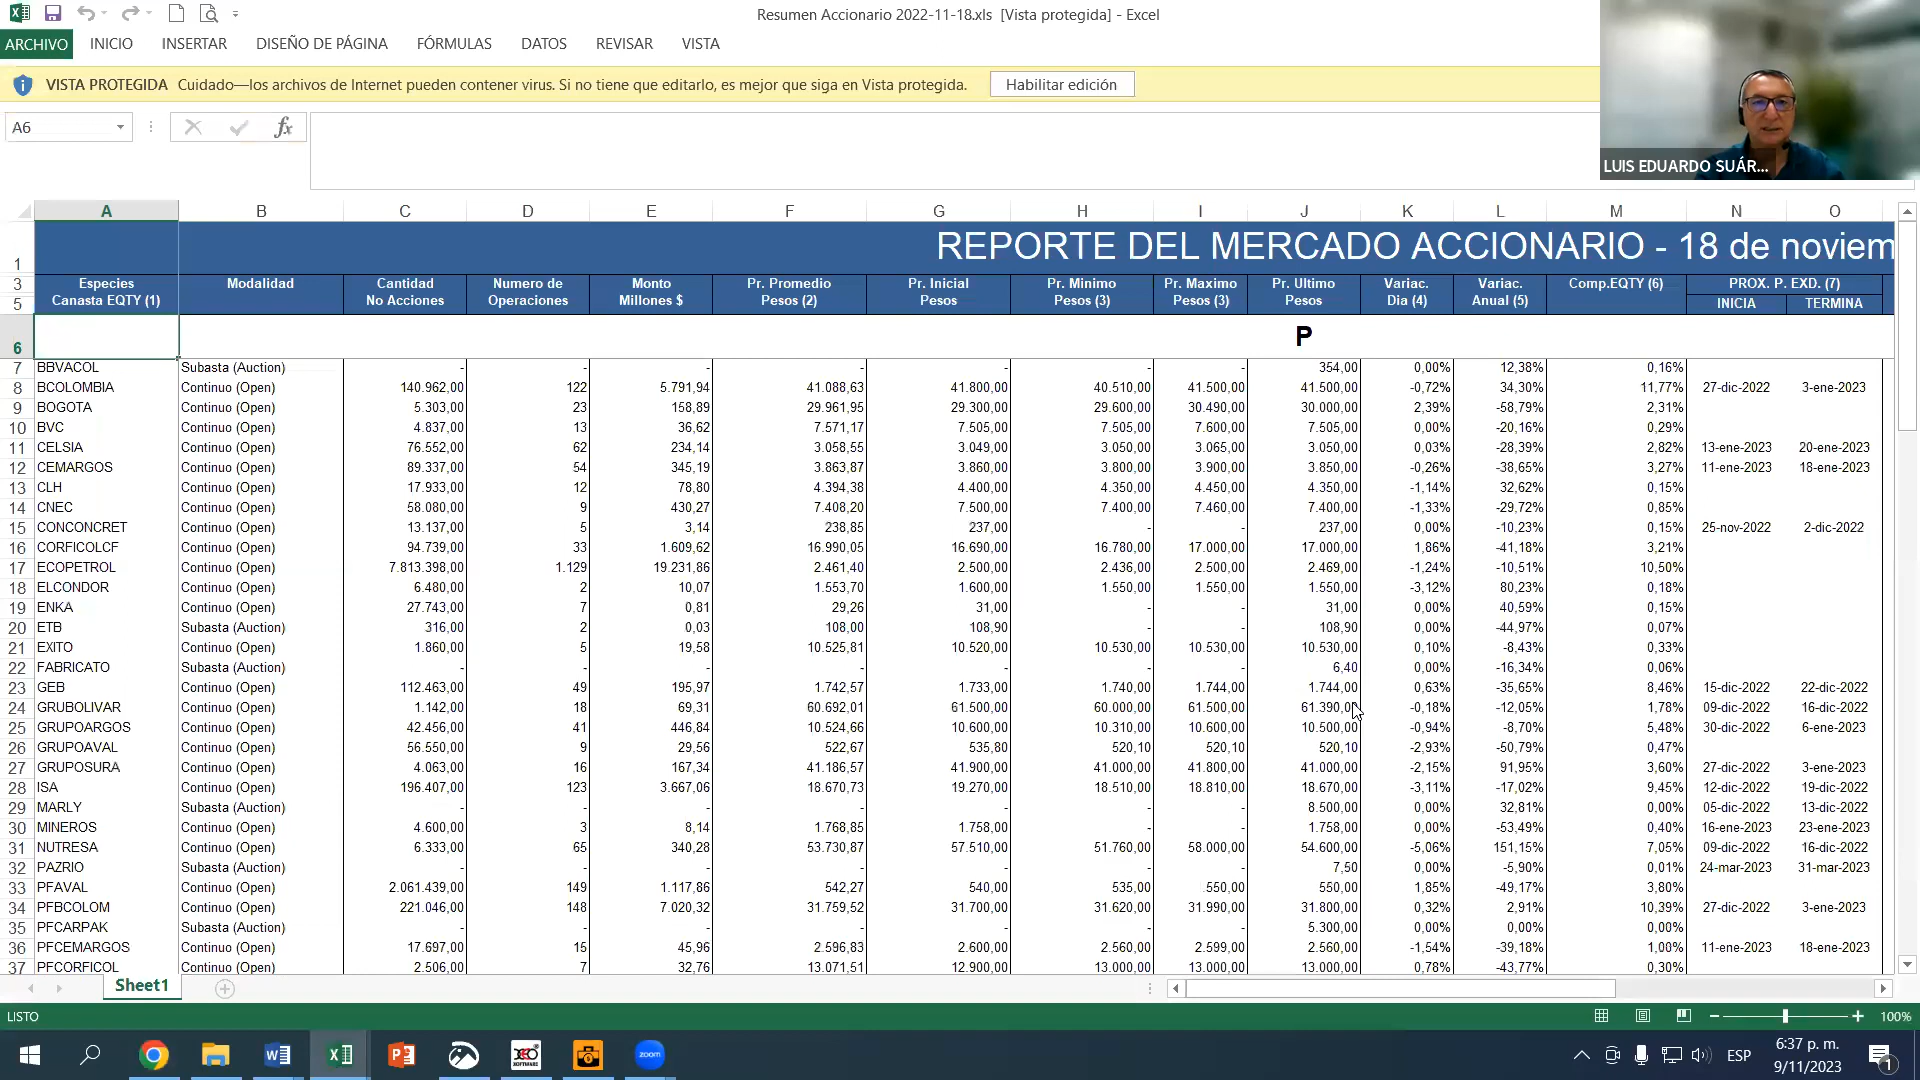 Resumen Accionario 2022-11-18.xls [Vista protegida] - Excel
ARCHIVO INICIO INSERTAR DISEÑO DE PÁGINA FÓRMULAS DATOS REVISAR VISTA
VISTA PROTEGIDA Cuidado—los archivos de Internet pueden contener virus. Si no tiene que editarlo, es mejor que siga en Vista protegida. Habilitar edición
A6 fx
LUIS EDUARDO SUÁR...
A B C D E F G H I J K L M N O
1 REPORTE DEL MERCADO ACCIONARIO - 18 de noviem
3 Especies Modalidad Cantidad Numero de Monto Pr. Promedio Pr. Inicial Pr. Minimo Pr. Maximo Pr. Ultimo Variac. Variac. Comp.EQTY (6) PROX. P. EXD. (7)
5 Canasta EQTY (1) No Acciones Operaciones Millones $ Pesos (2) Pesos Pesos (3) Pesos (3) Pesos Dia (4) Anual (5) INICIA TERMINA
6 P
7 BBVACOL Subasta (Auction) - - - - - - - 354,00 0,00% 12,38% 0,16%
8 BCOLOMBIA Continuo (Open) 140.962,00 122 5.791,94 41.088,63 41.800,00 40.510,00 41.500,00 41.500,00 -0,72% 34,30% 11,77% 27-dic-2022 3-ene-2023
9 BOGOTA Continuo (Open) 5.303,00 23 158,89 29.961,95 29.300,00 29.600,00 30.490,00 30.000,00 2,39% -58,79% 2,31%
10 BVC Continuo (Open) 4.837,00 13 36,62 7.571,17 7.505,00 7.505,00 7.600,00 7.505,00 0,00% -20,16% 0,29%
11 CELSIA Continuo (Open) 76.552,00 62 234,14 3.058,55 3.049,00 3.050,00 3.065,00 3.050,00 0,03% -28,39% 2,82% 13-ene-2023 20-ene-2023
12 CEMARGOS Continuo (Open) 89.337,00 54 345,19 3.863,87 3.860,00 3.800,00 3.900,00 3.850,00 -0,26% -38,65% 3,27% 11-ene-2023 18-ene-2023
13 CLH Continuo (Open) 17.933,00 12 78,80 4.394,38 4.400,00 4.350,00 4.450,00 4.350,00 -1,14% 32,62% 0,15%
14 CNEC Continuo (Open) 58.080,00 9 430,27 7.408,20 7.500,00 7.400,00 7.460,00 7.400,00 -1,33% -29,72% 0,85%
15 CONCONCRET Continuo (Open) 13.137,00 5 3,14 238,85 237,00 - - 237,00 0,00% -10,23% 0,15% 25-nov-2022 2-dic-2022
16 CORFICOLCF Continuo (Open) 94.739,00 33 1.609,62 16.990,05 16.690,00 16.780,00 17.000,00 17.000,00 1,86% -41,18% 3,21%
17 ECOPETROL Continuo (Open) 7.813.398,00 1.129 19.231,86 2.461,40 2.500,00 2.436,00 2.500,00 2.469,00 -1,24% -10,51% 10,50%
18 ELCONDOR Continuo (Open) 6.480,00 2 10,07 1.553,70 1.600,00 1.550,00 1.550,00 1.550,00 -3,12% 80,23% 0,18%
19 ENKA Continuo (Open) 27.743,00 7 0,81 29,26 31,00 - - 31,00 0,00% 40,59% 0,15%
20 ETB Subasta (Auction) 316,00 2 0,03 108,00 108,90 - - 108,90 0,00% -44,97% 0,07%
21 EXITO Continuo (Open) 1.860,00 5 19,58 10.525,81 10.520,00 10.530,00 10.530,00 10.530,00 0,10% -8,43% 0,33%
22 FABRICATO Subasta (Auction) - - - - - - - 6,40 0,00% -16,34% 0,06%
23 GEB Continuo (Open) 112.463,00 49 195,97 1.742,57 1.733,00 1.740,00 1.744,00 1.744,00 0,63% -35,65% 8,46% 15-dic-2022 22-dic-2022
24 GRUBOLIVAR Continuo (Open) 1.142,00 18 69,31 60.692,01 61.500,00 60.000,00 61.500,00 61.390,00 -0,18% -12,05% 1,78% 09-dic-2022 16-dic-2022
25 GRUPOARGOS Continuo (Open) 42.456,00 41 446,84 10.524,66 10.600,00 10.310,00 10.600,00 10.500,00 -0,94% -8,70% 5,48% 30-dic-2022 6-ene-2023
26 GRUPOAVAL Continuo (Open) 56.550,00 9 29,56 522,67 535,80 520,10 520,10 520,10 -2,93% -50,79% 0,47%
27 GRUPOSURA Continuo (Open) 4.063,00 16 167,34 41.186,57 41.900,00 41.000,00 41.800,00 41.000,00 -2,15% 91,95% 3,60% 27-dic-2022 3-ene-2023
28 ISA Continuo (Open) 196.407,00 123 3.667,06 18.670,73 19.270,00 18.510,00 18.810,00 18.670,00 -3,11% -17,02% 9,45% 12-dic-2022 19-dic-2022
29 MARLY Subasta (Auction) - - - - - - - 8.500,00 0,00% 32,81% 0,00% 05-dic-2022 13-dic-2022
30 MINEROS Continuo (Open) 4.600,00 3 8,14 1.768,85 1.758,00 - - 1.758,00 0,00% -53,49% 0,40% 16-ene-2023 23-ene-2023
31 NUTRESA Continuo (Open) 6.333,00 65 340,28 53.730,87 57.510,00 51.760,00 58.000,00 54.600,00 -5,06% 151,15% 7,05% 09-dic-2022 16-dic-2022
32 PAZRIO Subasta (Auction) - - - - - - - 7,50 0,00% -5,90% 0,01% 24-mar-2023 31-mar-2023
33 PFAVAL Continuo (Open) 2.061.439,00 149 1.117,86 542,27 540,00 535,00 550,00 550,00 1,85% -49,17% 3,80%
34 PFBCOLOM Continuo (Open) 221.046,00 148 7.020,32 31.759,52 31.700,00 31.620,00 31.990,00 31.800,00 0,32% 2,91% 10,39% 27-dic-2022 3-ene-2023
35 PFCARPAK Subasta (Auction) - - - - - - - 5.300,00 0,00% 0,00% 0,00%
36 PFCEMARGOS Continuo (Open) 17.697,00 15 45,96 2.596,83 2.600,00 2.560,00 2.599,00 2.560,00 -1,54% -39,18% 1,00% 11-ene-2023 18-ene-2023
37 PFCORFICOL Continuo (Open) 2.506,00 7 32,76 13.071,51 12.900,00 13.000,00 13.000,00 13.000,00 0,78% -43,77% 0,30%
Sheet1
LISTO 100%
zoom ESP 6:37 p. m.
9/11/2023 1